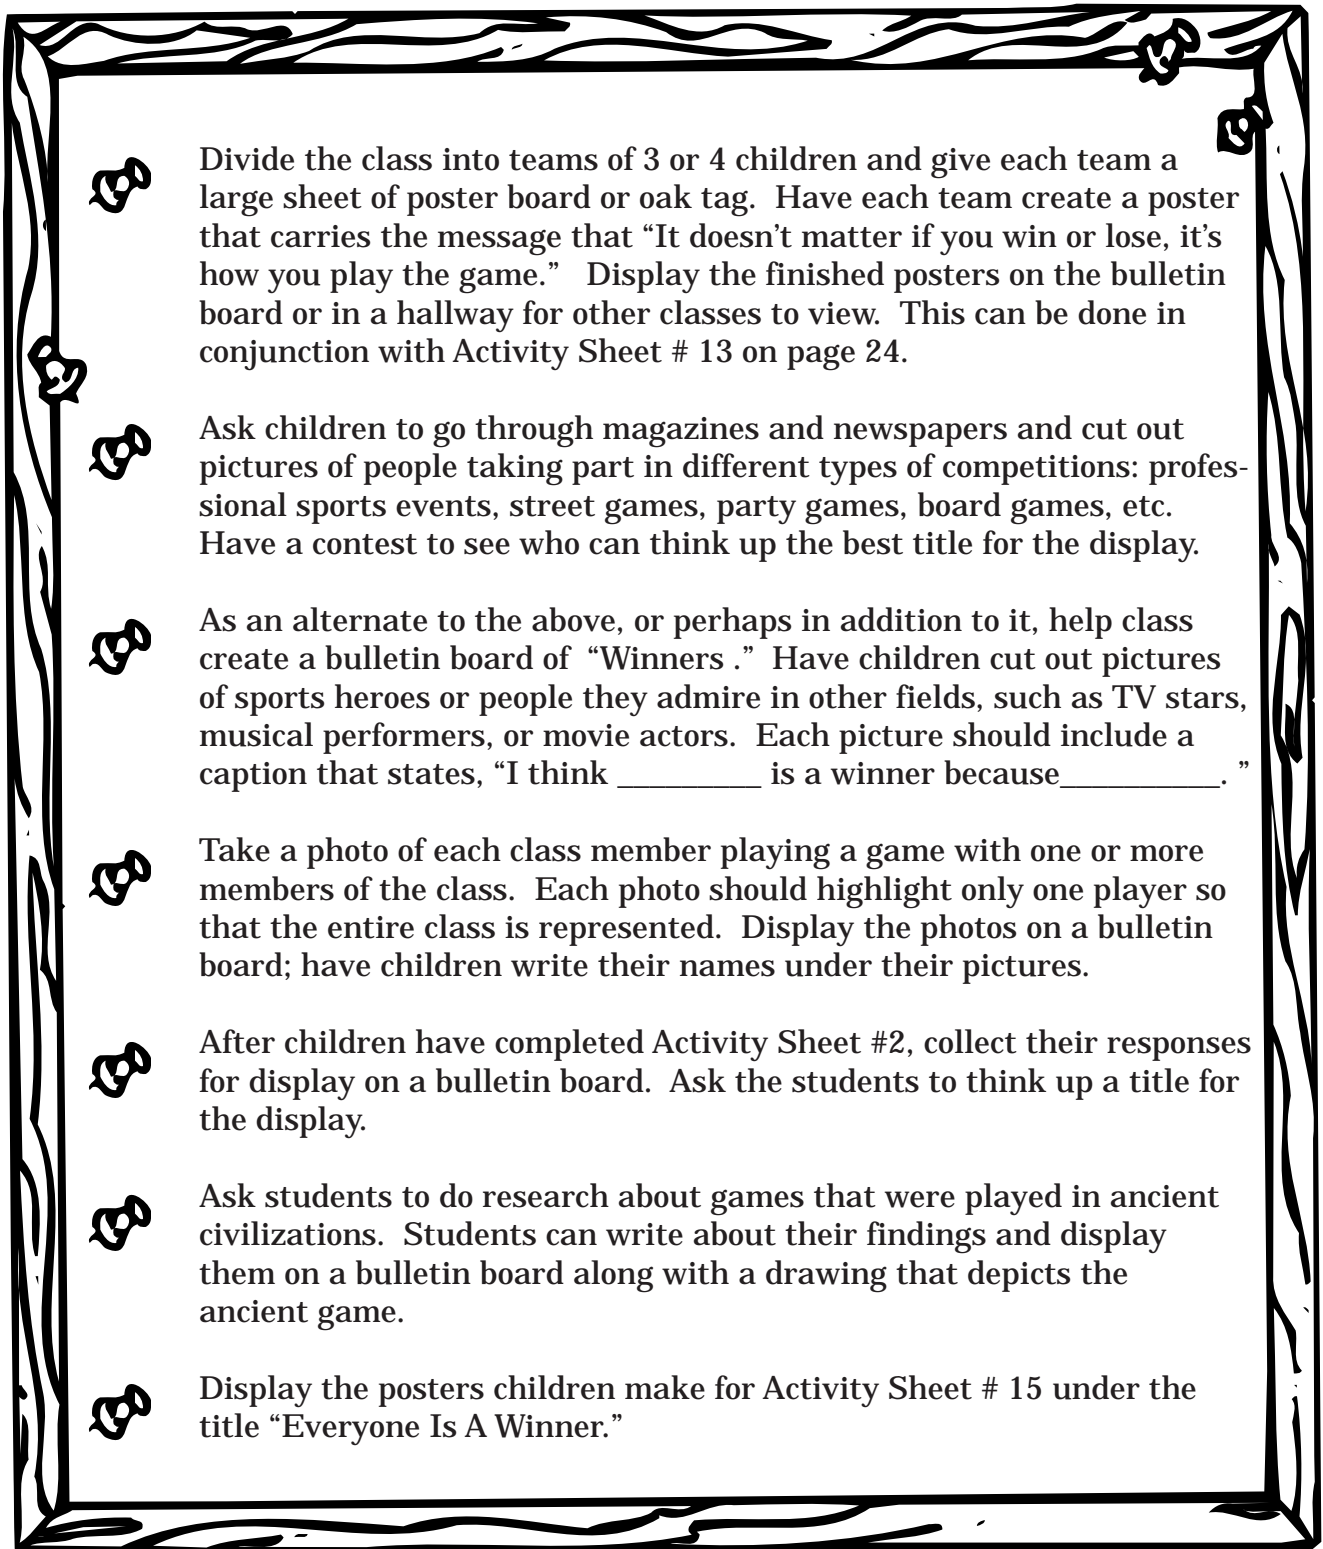 Divide the class into teams of 3 or 4 children and give each team a
large sheet of poster board or oak tag.  Have each team create a poster
that carries the message that “It doesn’t matter if you win or lose, it’s
how you play the game.”   Display the finished posters on the bulletin
board or in a hallway for other classes to view.  This can be done in
conjunction with Activity Sheet # 13 on page 24.
Ask children to go through magazines and newspapers and cut out
pictures of people taking part in different types of competitions: profes-
sional sports events, street games, party games, board games, etc.
Have a contest to see who can think up the best title for the display.
As an alternate to the above, or perhaps in addition to it, help class
create a bulletin board of  “Winners .”  Have children cut out pictures
of sports heroes or people they admire in other fields, such as TV stars,
musical performers, or movie actors.  Each picture should include a
caption that states, “I think _________ is a winner because__________. ”
Take a photo of each class member playing a game with one or more
members of the class.  Each photo should highlight only one player so
that the entire class is represented.  Display the photos on a bulletin
board; have children write their names under their pictures.
After children have completed Activity Sheet #2, collect their responses
for display on a bulletin board.  Ask the students to think up a title for
the display.
Ask students to do research about games that were played in ancient
civilizations.  Students can write about their findings and display
them on a bulletin board along with a drawing that depicts the
ancient game.
Display the posters children make for Activity Sheet # 15 under the
title “Everyone Is A Winner.”